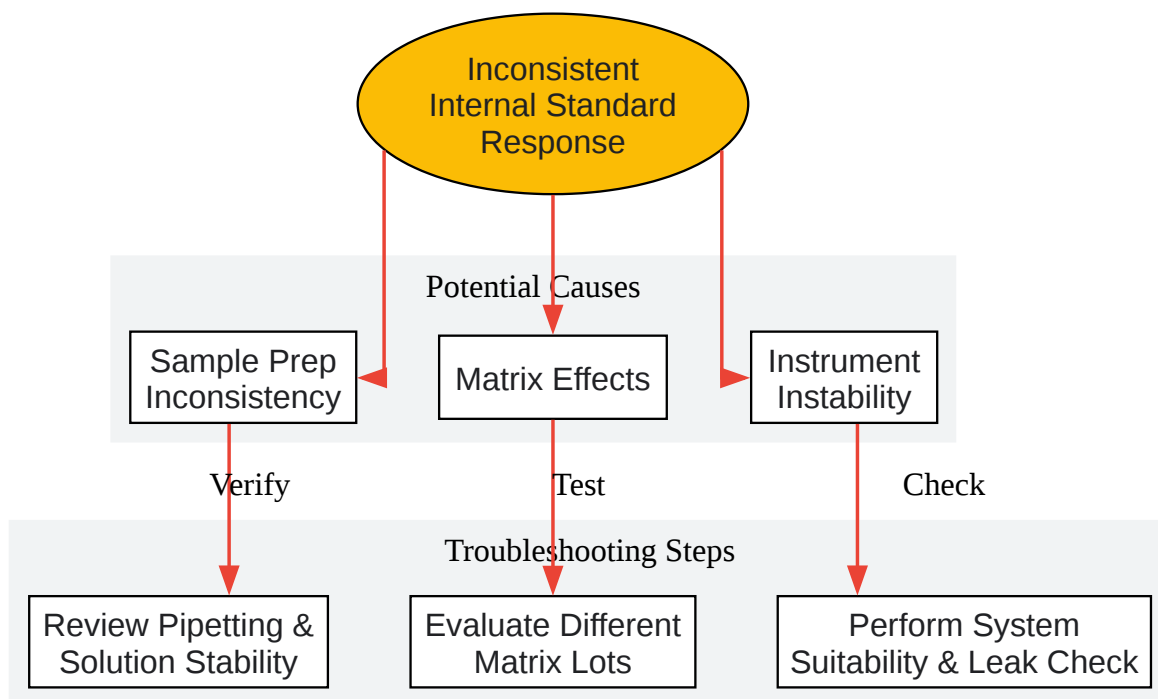 Inconsistent
Internal Standard
Response
Potential Causes
Sample Prep
Inconsistency
Matrix Effects
Instrument
Instability
Verify
Test
Check
Troubleshooting Steps
Review Pipetting &
Solution Stability
Evaluate Different
Matrix Lots
Perform System
Suitability & Leak Check